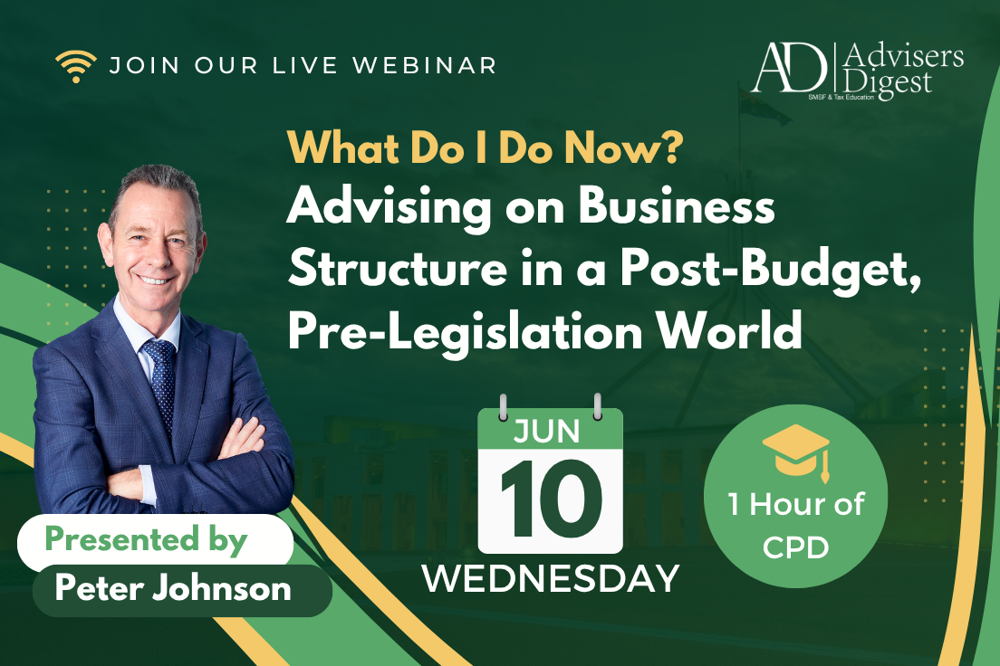 JOIN OUR LIVE WEBINAR
AD
Advisers
Digest
SMSF & Tax Education
What Do I Do Now?
Advising on Business
Structure in a Post-Budget,
Pre-Legislation World
JUN
10
WEDNESDAY
1 Hour of
CPD
Presented by
Peter Johnson